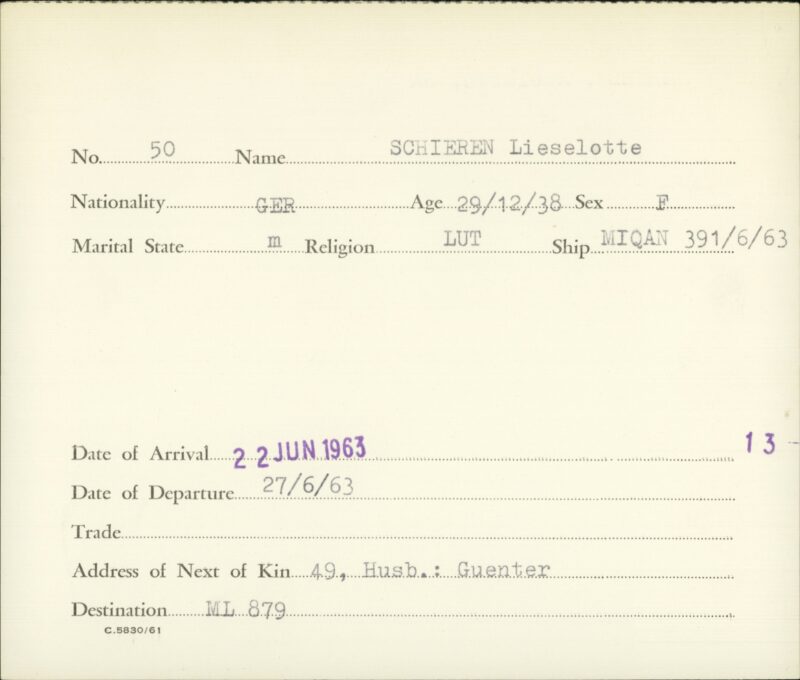 No. 50 Name SCHIEREN Lieselotte
Nationality GER Age 29/12/38 Sex F
Marital State m Religion LUT Ship MIQAN 391/6/63
Date of Arrival 22 JUN 1963 13 -
Date of Departure 27/6/63
Trade
Address of Next of Kin 49, Husb.: Guenter
Destination ML 879
C.5830/61